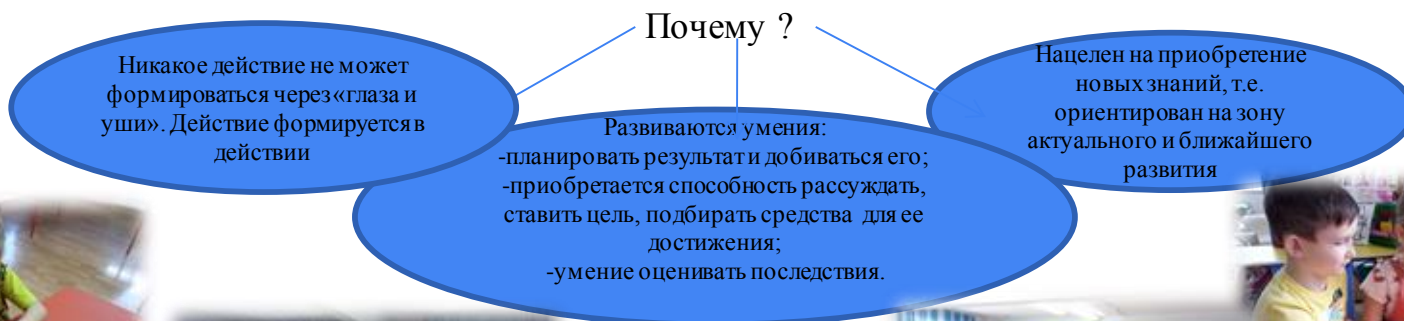 Почему ?
Никакое действие не может
формироваться через «глаза и
уши». Действие формируется в
действии
Развиваются умения:
-планировать результат и добиваться его;
-приобретается способность рассуждать,
ставить цель, подбирать средства для ее
достижения;
-умение оценивать последствия.
Нацелен на приобретение
новых знаний, т.е.
ориентирован на зону
актуального и ближайшего
развития